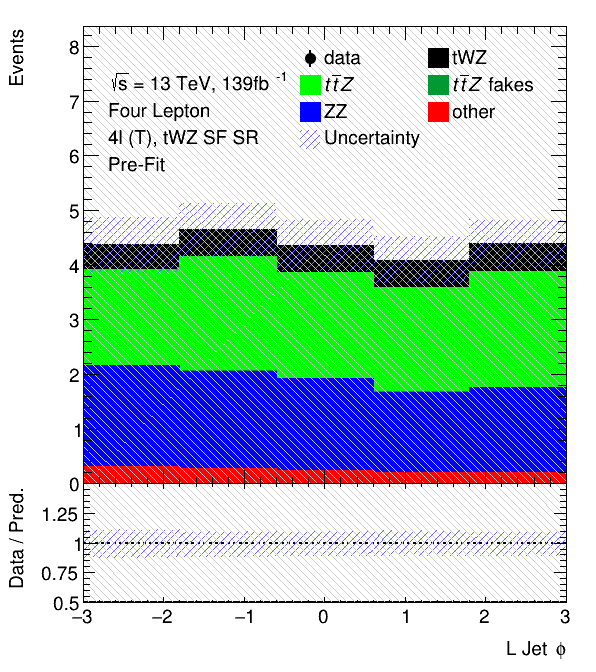 Events
8
7
6
5
4
3
2
1
0
√s = 13 TeV, 139fb⁻¹
Four Lepton
4l (T), tWZ SF SR
Pre-Fit
data tWZ
tt̄Z tt̄Z fakes
ZZ other
Uncertainty
Data / Pred.
1.25
1
0.75
0.5
−3 −2 −1 0 1 2 3
L Jet ϕ